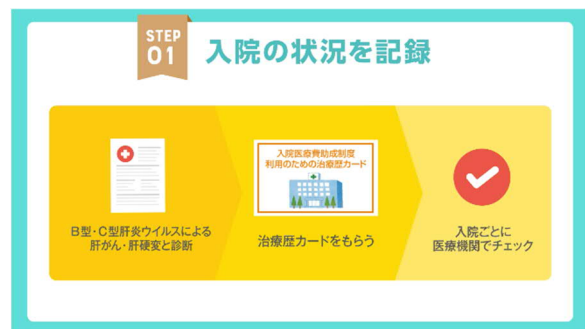 STEP
01
入院の状況を記録
入院医療費助成制度
利用のための治療歴カード
B型・C型肝炎ウイルスによる
肝がん・肝硬変と診断
治療歴カードをもらう
入院ごとに
医療機関でチェック